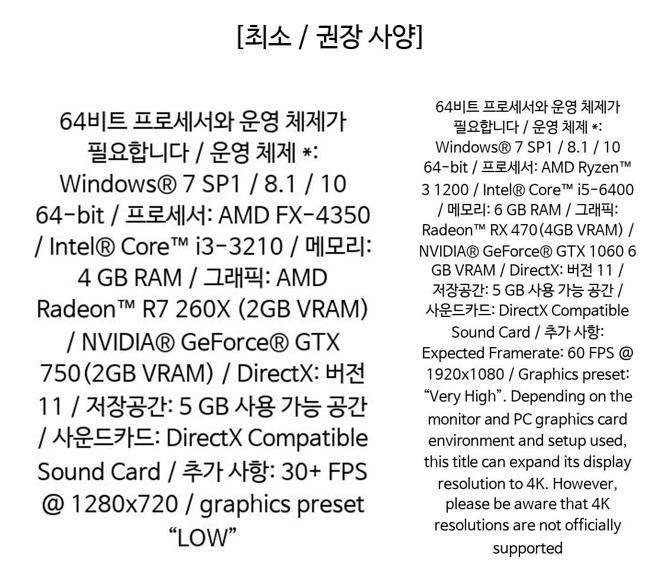 [최소 / 권장 사양]
64비트 프로세서와 운영 체제가
필요합니다 / 운영 체제 *:
Windows® 7 SP1 / 8.1 / 10
64-bit / 프로세서: AMD FX-4350
/ Intel® Core™ i3-3210 / 메모리:
4 GB RAM / 그래픽: AMD
Radeon™ R7 260X (2GB VRAM)
/ NVIDIA® GeForce® GTX
750(2GB VRAM) / DirectX: 버전
11 / 저장공간: 5 GB 사용 가능 공간
/ 사운드카드: DirectX Compatible
Sound Card / 추가 사항: 30+ FPS
@ 1280x720 / graphics preset
“LOW”
64비트 프로세서와 운영 체제가
필요합니다 / 운영 체제 *:
Windows® 7 SP1 / 8.1 / 10
64-bit / 프로세서: AMD Ryzen™
3 1200 / Intel® Core™ i5-6400
/ 메모리: 6 GB RAM / 그래픽:
Radeon™ RX 470(4GB VRAM) /
NVIDIA® GeForce® GTX 1060 6
GB VRAM / DirectX: 버전 11 /
저장공간: 5 GB 사용 가능 공간 /
사운드카드: DirectX Compatible
Sound Card / 추가 사항:
Expected Framerate: 60 FPS @
1920x1080 / Graphics preset:
“Very High”. Depending on the
monitor and PC graphics card
environment and setup used,
this title can expand its display
resolution to 4K. However,
please be aware that 4K
resolutions are not officially
supported